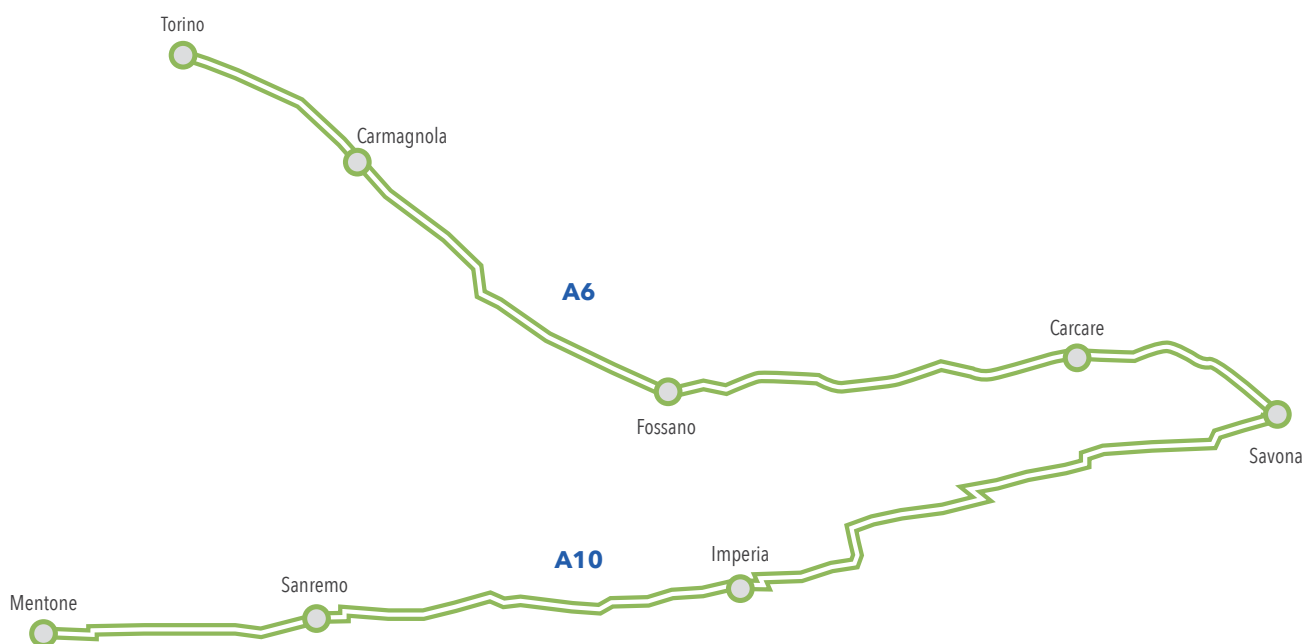 Torino
Carmagnola
A6
Carcare
Fossano
Savona
A10
Imperia
Sanremo
Mentone